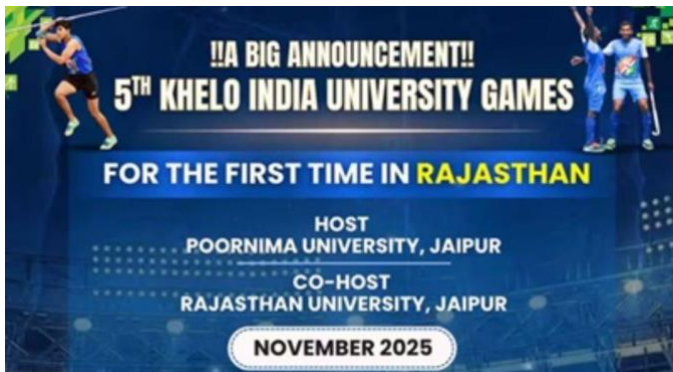 !!A BIG ANNOUNCEMENT!!
5TH KHELO INDIA UNIVERSITY GAMES
FOR THE FIRST TIME IN RAJASTHAN
HOST
POORNIMA UNIVERSITY, JAIPUR
CO-HOST
RAJASTHAN UNIVERSITY, JAIPUR
NOVEMBER 2025